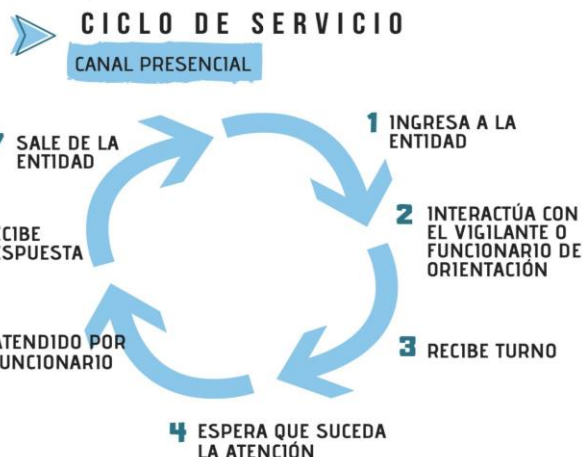 CICLO DE SERVICIO
CANAL PRESENCIAL
1 INGRESA A LA
ENTIDAD
2 INTERACTÚA CON
EL VIGILANTE O
FUNCIONARIO DE
ORIENTACIÓN
3 RECIBE TURNO
4 ESPERA QUE SUCEDA
LA ATENCIÓN
ATENDIDO POR
UNCIONARIO
ECIBE
ESPUESTA
SALE DE LA
ENTIDAD